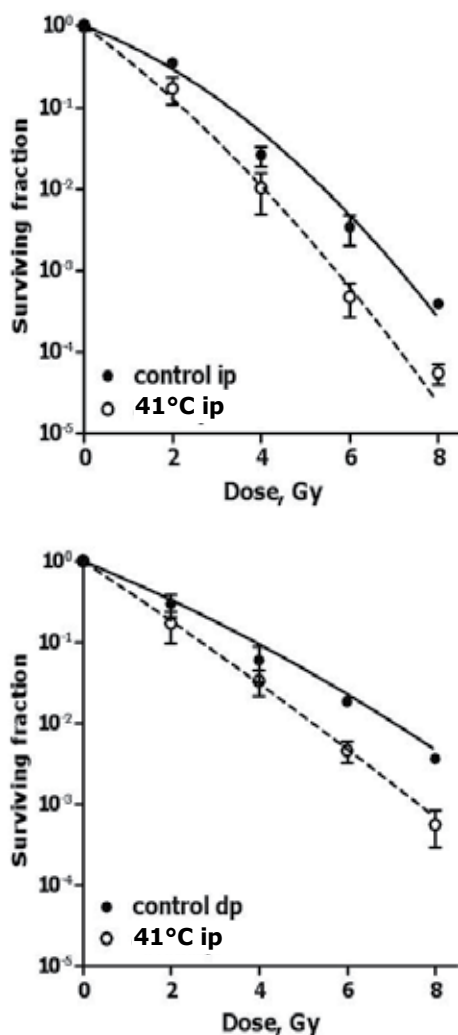 Surviving fraction
10⁰
10⁻¹
10⁻²
10⁻³
10⁻⁴
10⁻⁵
control ip
41°C ip
0 2 4 6 8
Dose, Gy
Surviving fraction
10⁰
10⁻¹
10⁻²
10⁻³
10⁻⁴
10⁻⁵
control dp
41°C ip
0 2 4 6 8
Dose, Gy